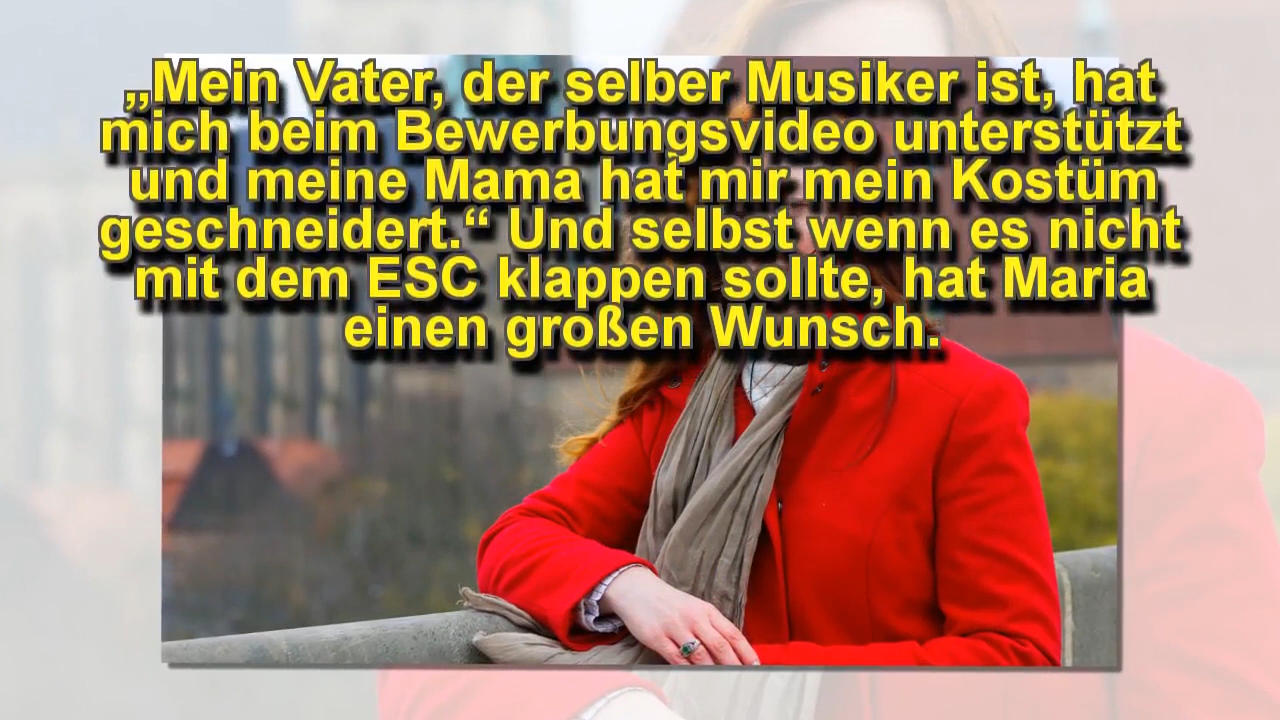 „Mein Vater, der selber Musiker ist, hat
mich beim Bewerbungsvideo unterstützt
und meine Mama hat mir mein Kostüm
geschneidert.“ Und selbst wenn es nicht
mit dem ESC klappen sollte, hat Maria
einen großen Wunsch.